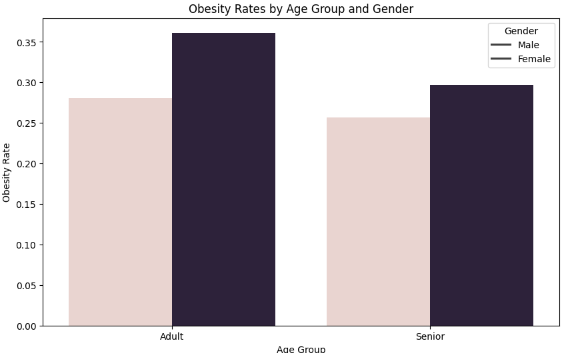 Obesity Rates by Age Group and Gender
Gender
Male
Female
Obesity Rate
0.35
0.30
0.25
0.20
0.15
0.10
0.05
0.00
Adult
Senior
Age Group